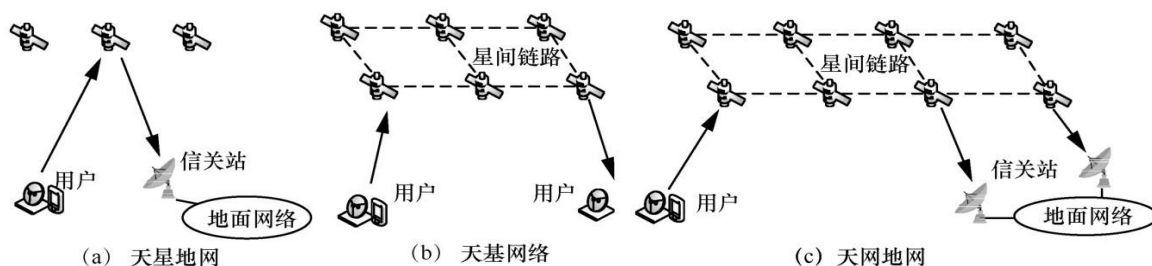 用户
信关站
地面网络
(a) 天星地网
星间链路
用户
用户
(b) 天基网络
星间链路
用户
信关站
地面网络
(c) 天网地网